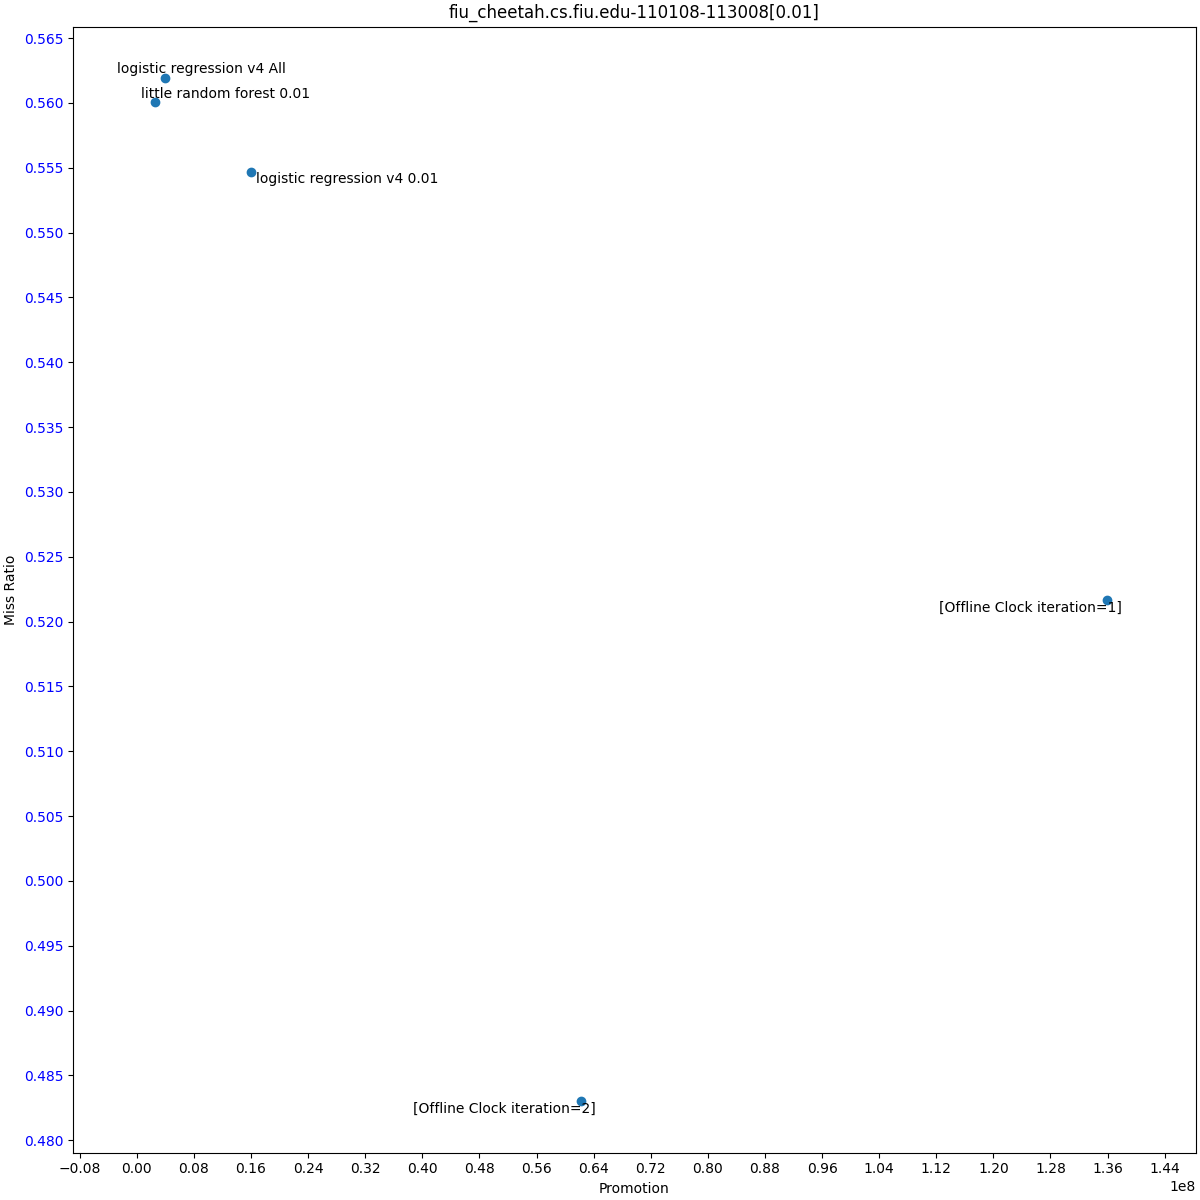 fiu_cheetah.cs.fiu.edu-110108-113008[0.01]
0.565
logistic regression v4 All
little random forest 0.01
0.560
0.555
logistic regression v4 0.01
0.550
0.545
0.540
0.535
0.530
0.525
Miss Ratio
[Offline Clock iteration=1]
0.520
0.515
0.510
0.505
0.500
0.495
0.490
0.485
[Offline Clock iteration=2]
0.480
−0.08 0.00 0.08 0.16 0.24 0.32 0.40 0.48 0.56 0.64 0.72 0.80 0.88 0.96 1.04 1.12 1.20 1.28 1.36 1.44
1e8
Promotion